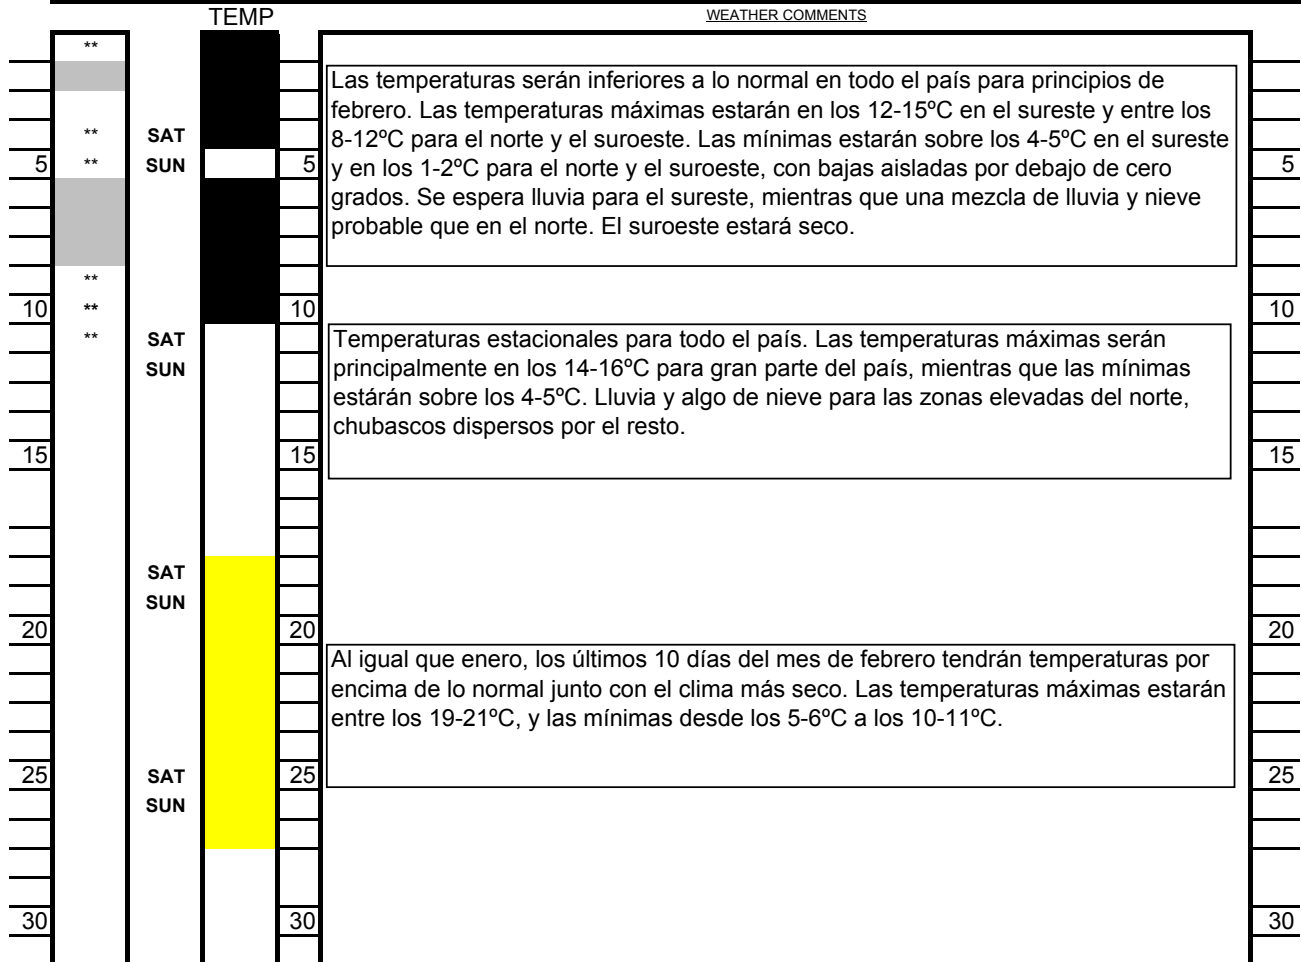 TEMP WEATHER COMMENTS
**
Las temperaturas serán inferiores a lo normal en todo el país para principios de
febrero. Las temperaturas máximas estarán en los 12-15ºC en el sureste y entre los
** SAT 8-12ºC para el norte y el suroeste. Las mínimas estarán sobre los 4-5ºC en el sureste
5 ** SUN 5 y en los 1-2ºC para el norte y el suroeste, con bajas aisladas por debajo de cero 5
grados. Se espera lluvia para el sureste, mientras que una mezcla de lluvia y nieve
probable que en el norte. El suroeste estará seco.
**
10 ** 10 10
** SAT Temperaturas estacionales para todo el país. Las temperaturas máximas serán
SUN principalmente en los 14-16ºC para gran parte del país, mientras que las mínimas
estárán sobre los 4-5ºC. Lluvia y algo de nieve para las zonas elevadas del norte,
chubascos dispersos por el resto.
15 15 15
SAT
SUN
20 20 20
Al igual que enero, los últimos 10 días del mes de febrero tendrán temperaturas por
encima de lo normal junto con el clima más seco. Las temperaturas máximas estarán
entre los 19-21ºC, y las mínimas desde los 5-6ºC a los 10-11ºC.
25 SAT 25 25
SUN
30 30 30